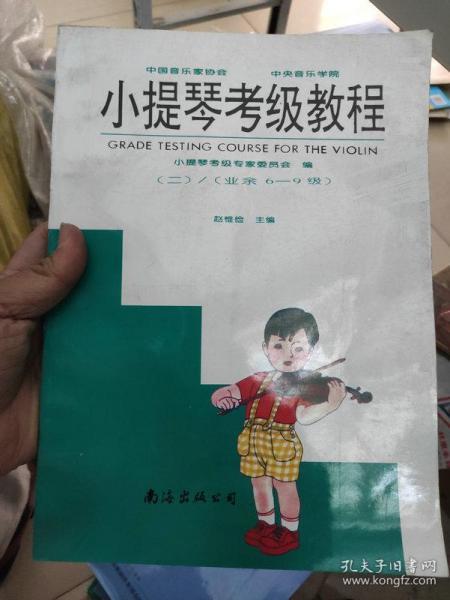 中国音乐家协会 中央音乐学院
小提琴考级教程
GRADE TESTING COURSE FOR THE VIOLIN
小提琴考级专家委员会 编
(二)/(业余 6—9级)
赵惟俭 主编
南海出版公司
孔夫子旧书网
www.kongfz.com